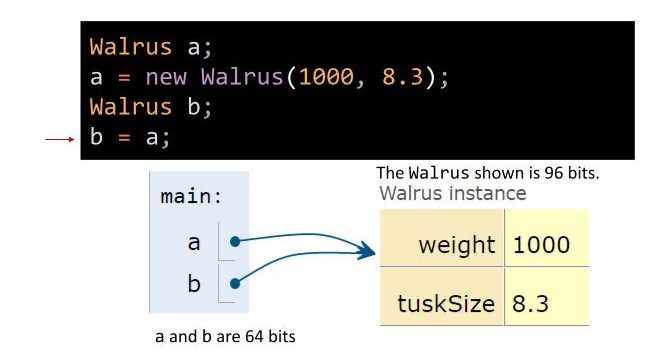 Walrus a;
a = new Walrus(1000, 8.3);
Walrus b;
b = a;
The Walrus shown is 96 bits.
Walrus instance
main:
a
b
weight 1000
tuskSize 8.3
a and b are 64 bits